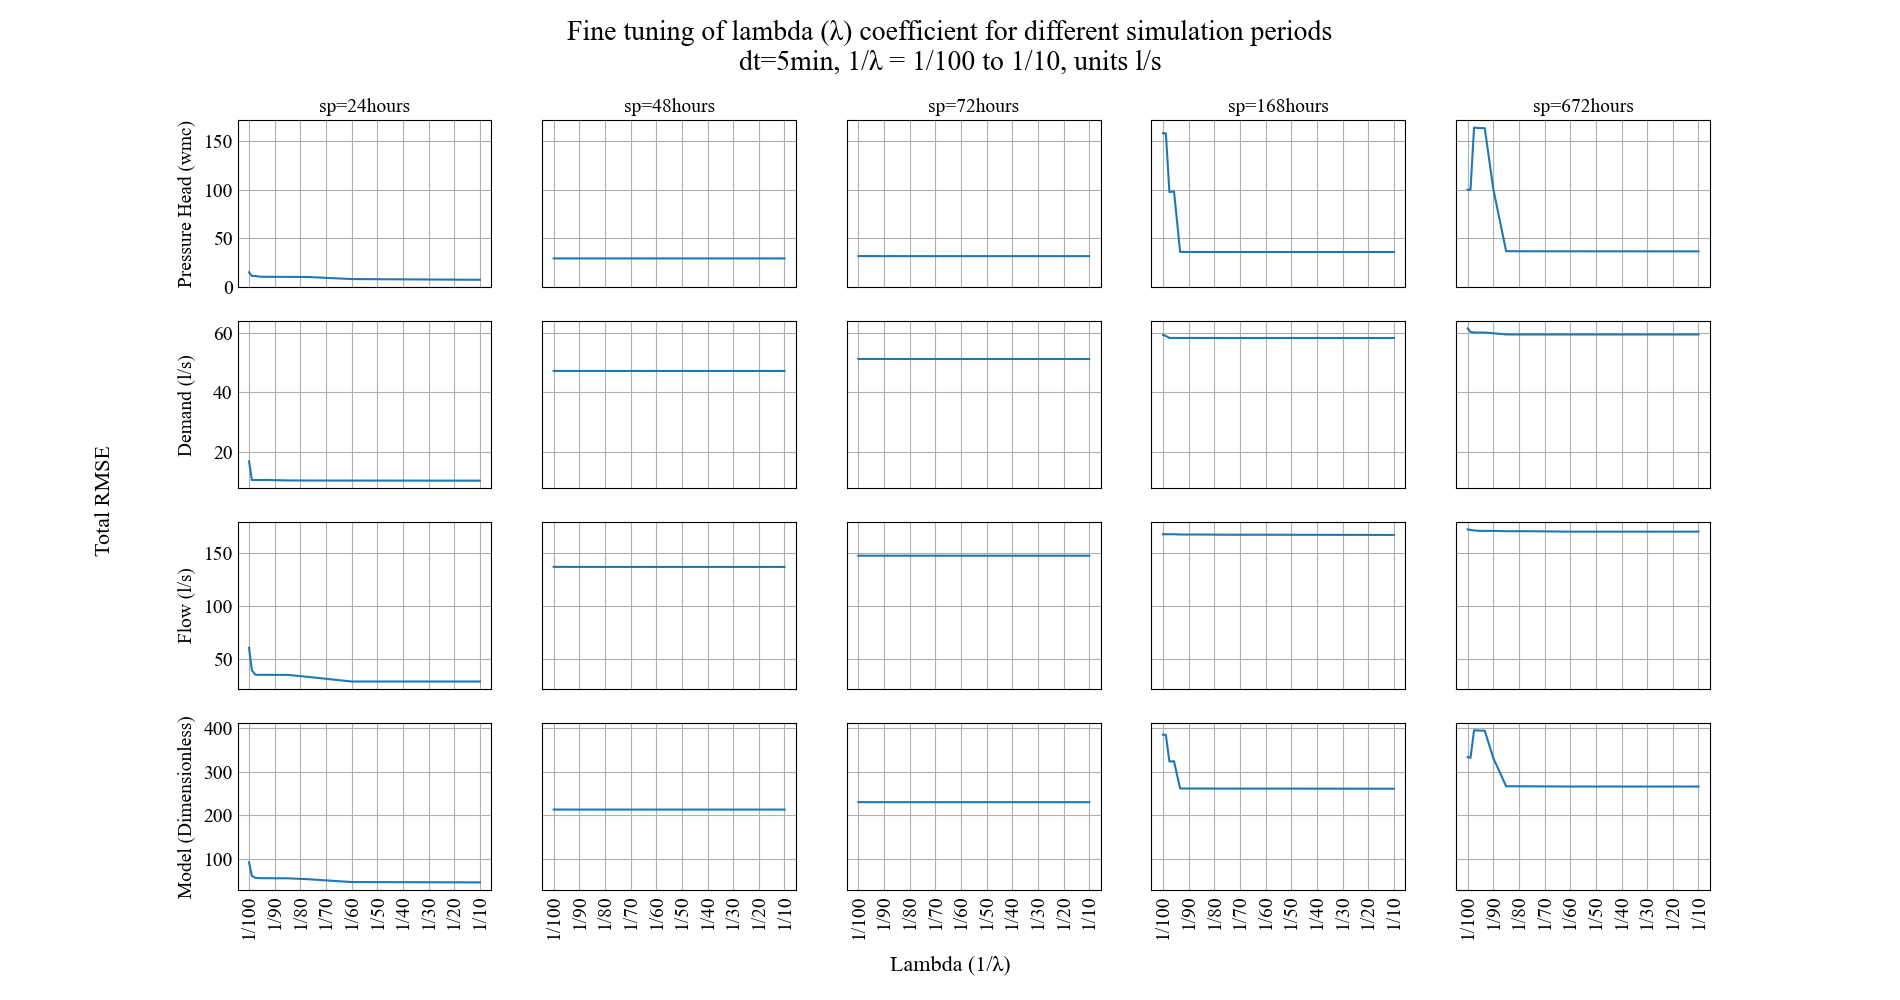 Fine tuning of lambda (λ) coefficient for different simulation periods
dt=5min, 1/λ = 1/100 to 1/10, units l/s
sp=24hours sp=48hours sp=72hours sp=168hours sp=672hours
Total RMSE
Pressure Head (wmc)
150
100
50
0
Demand (l/s)
60
40
20
Flow (l/s)
150
100
50
Model (Dimensionless)
400
300
200
100
1/100 1/90 1/80 1/70 1/60 1/50 1/40 1/30 1/20 1/10
1/100 1/90 1/80 1/70 1/60 1/50 1/40 1/30 1/20 1/10
1/100 1/90 1/80 1/70 1/60 1/50 1/40 1/30 1/20 1/10
1/100 1/90 1/80 1/70 1/60 1/50 1/40 1/30 1/20 1/10
1/100 1/90 1/80 1/70 1/60 1/50 1/40 1/30 1/20 1/10
Lambda (1/λ)